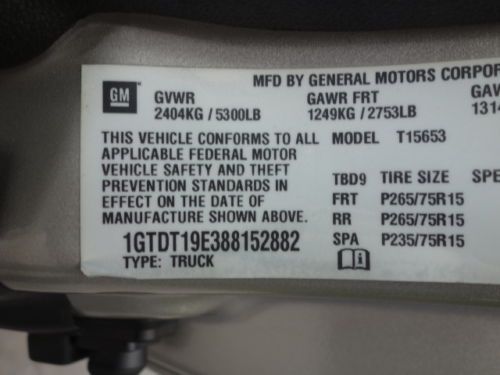 MFD BY GENERAL MOTORS CORPOR
GM GVWR GAWR FRT GAW
2404KG / 5300LB 1249KG / 2753LB 1314
THIS VEHICLE CONFORMS TO ALL MODEL T15653
APPLICABLE FEDERAL MOTOR
VEHICLE SAFETY AND THEFT TBD9 TIRE SIZE SPE
PREVENTION STANDARDS IN FRT P265/75R15
EFFECT ON THE DATE OF RR P265/75R15
MANUFACTURE SHOWN ABOVE. SPA P235/75R15
1GTDT19E388152882
TYPE: TRUCK